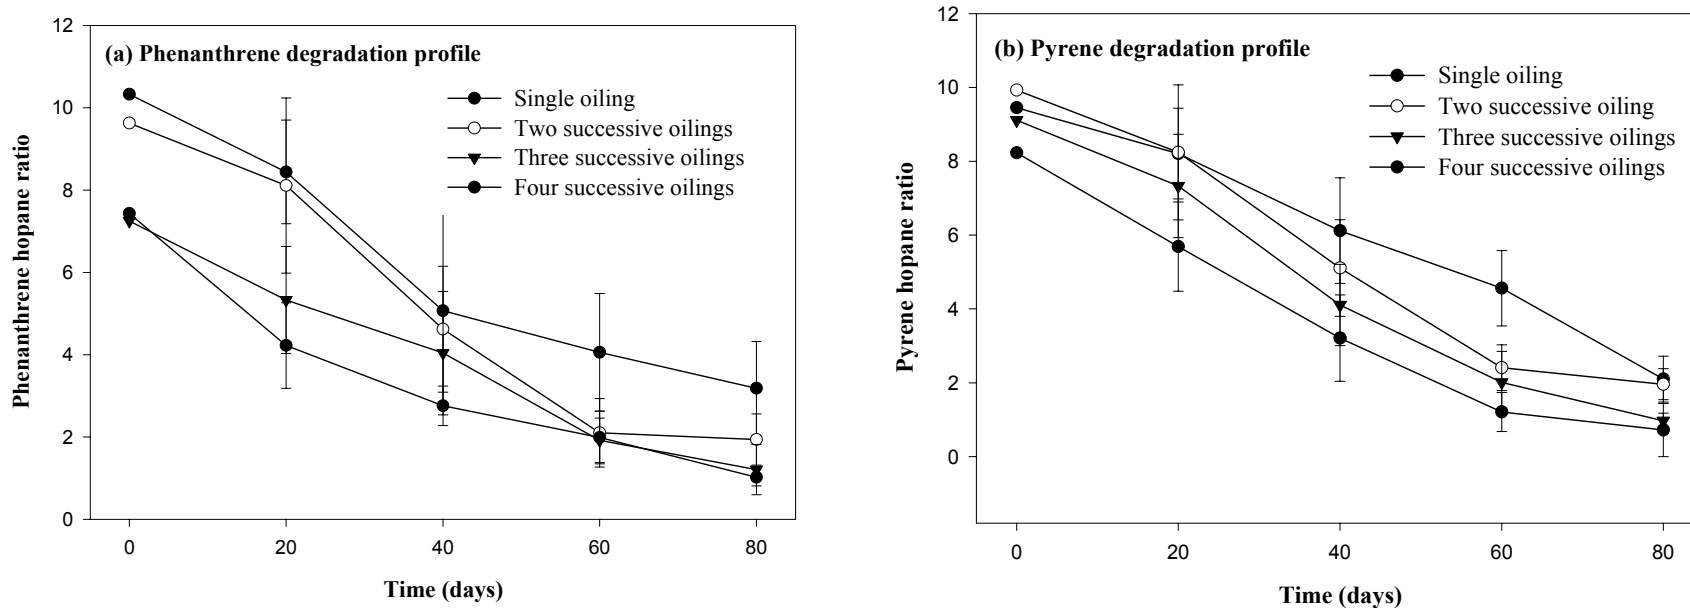 (a) Phenanthrene degradation profile
Single oiling
Two successive oilings
Three successive oilings
Four successive oilings
Phenanthrene hopane ratio
12
10
8
6
4
2
0
0 20 40 60 80
Time (days)
(b) Pyrene degradation profile
Single oiling
Two successive oiling
Three successive oilings
Four successive oilings
Pyrene hopane ratio
12
10
8
6
4
2
0
0 20 40 60 80
Time (days)